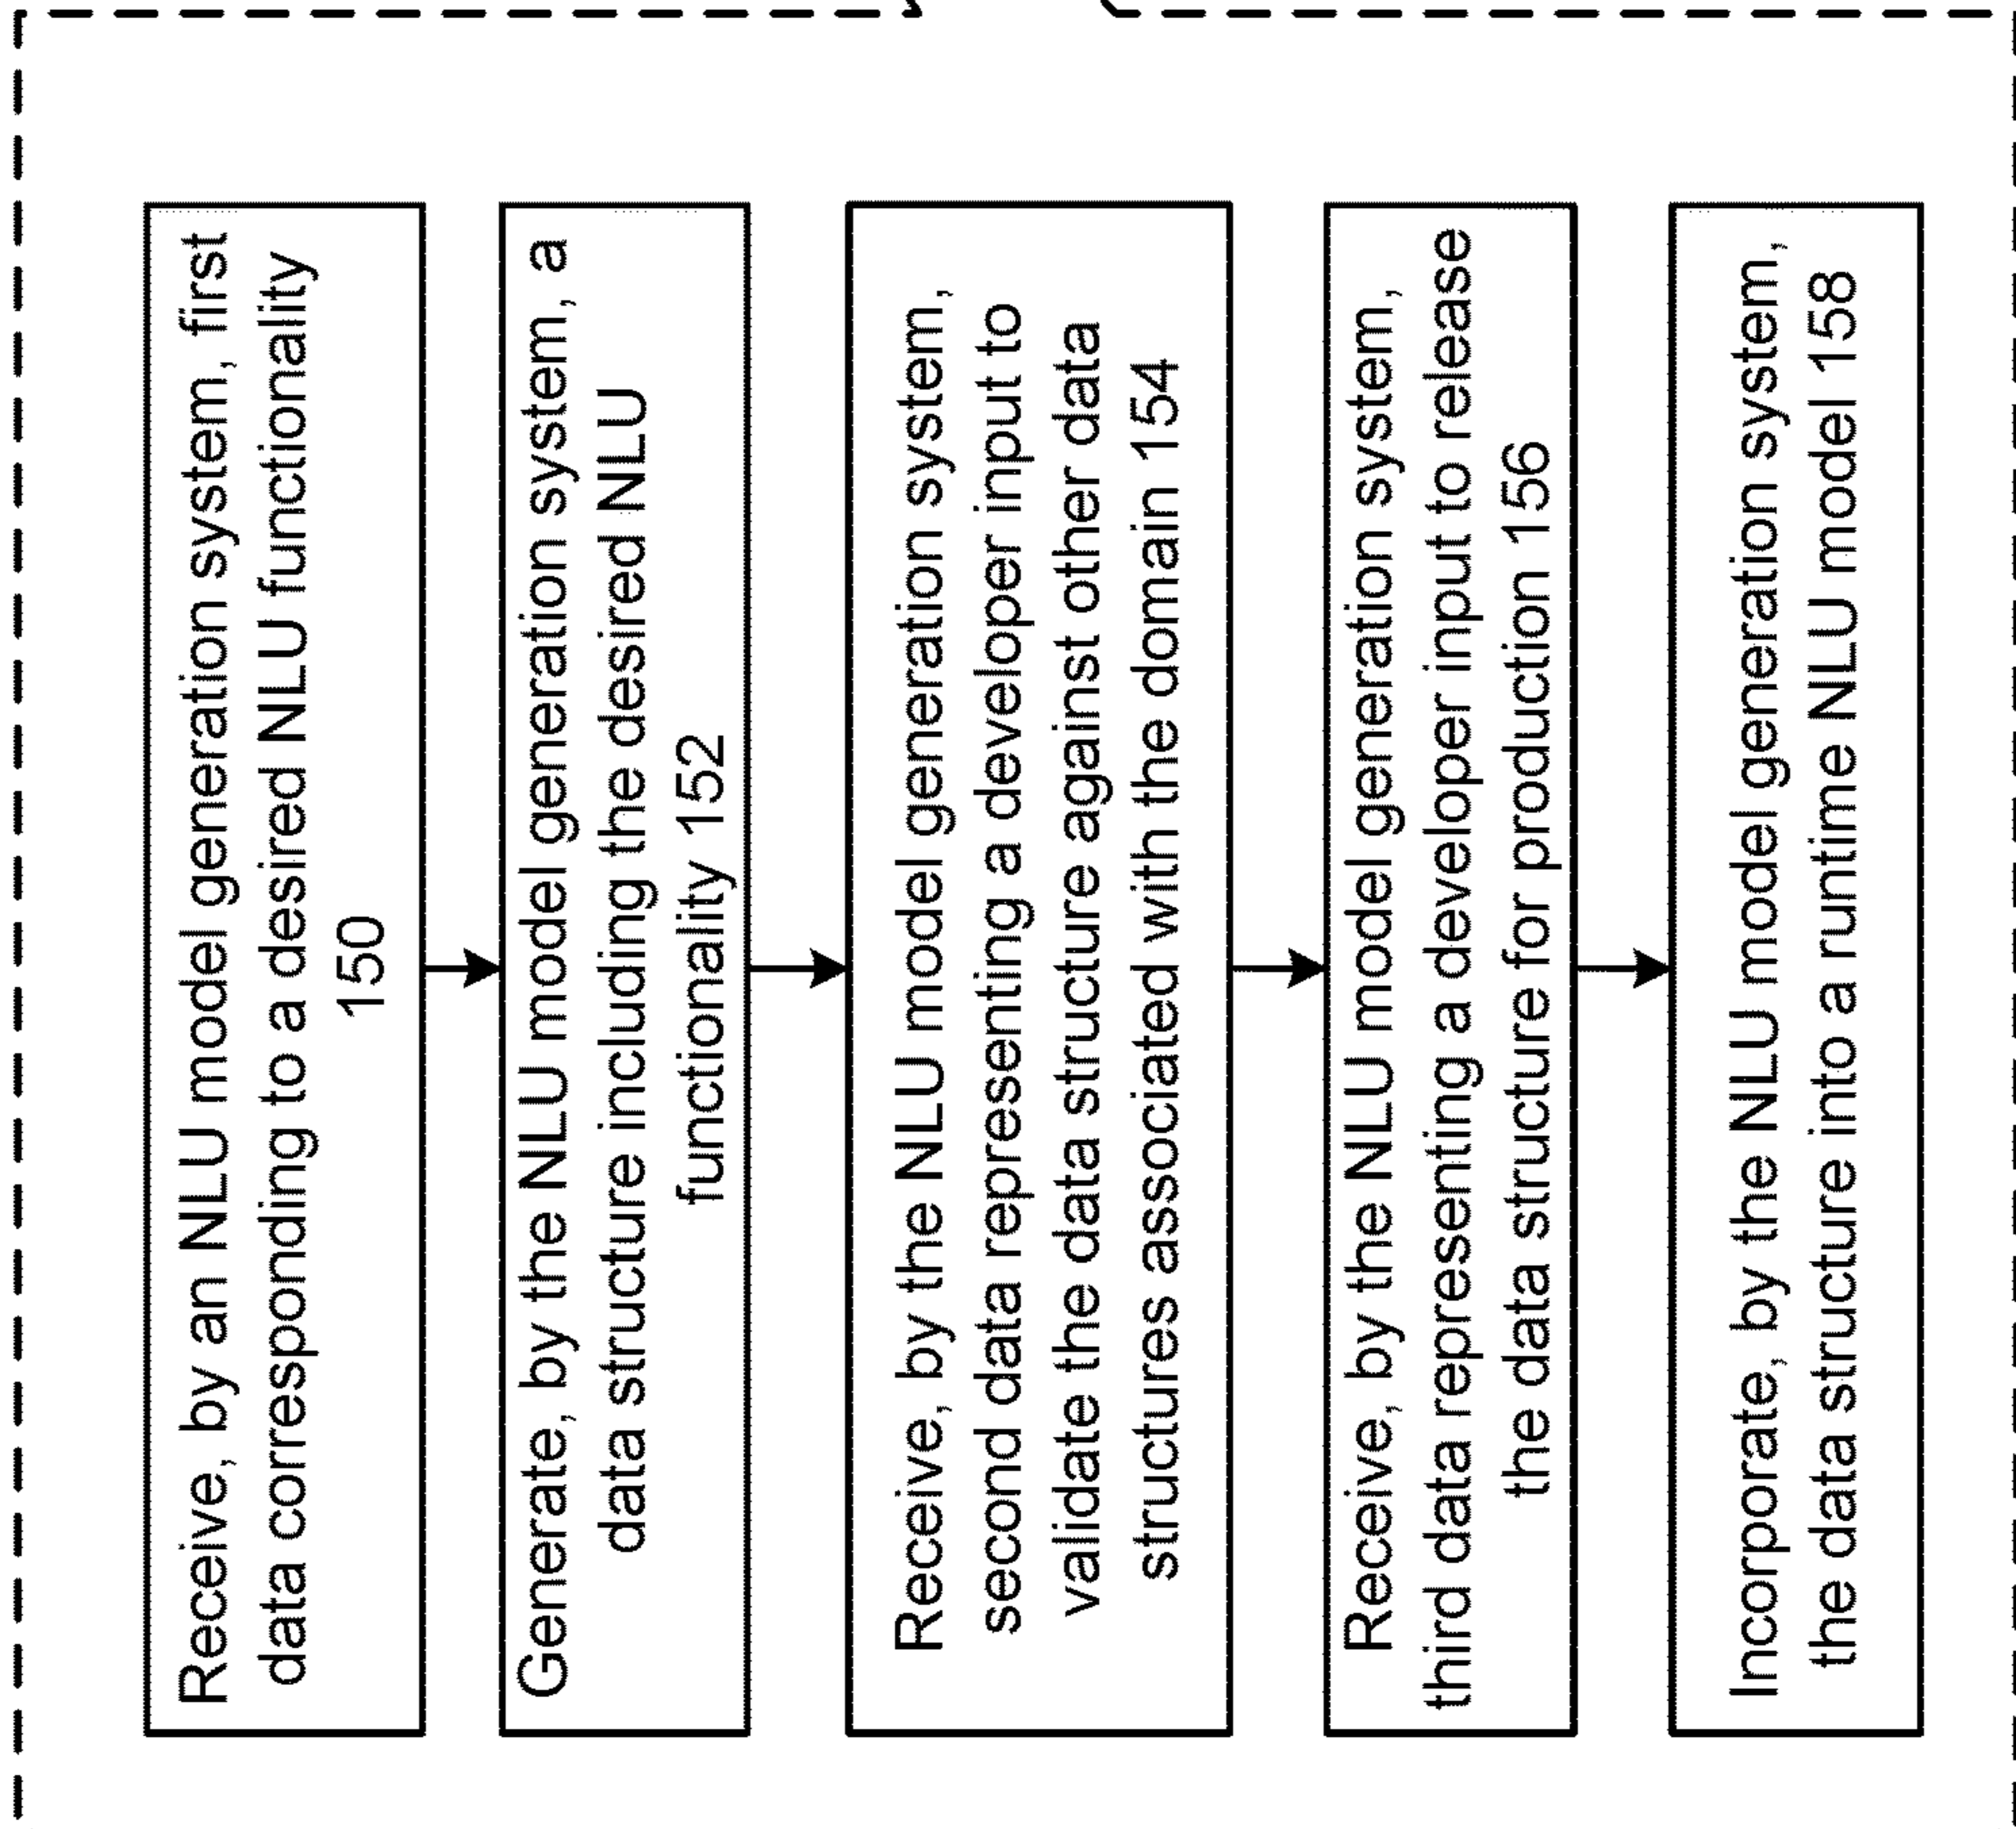 Receive, by an NLU model generation system, first
data corresponding to a desired NLU functionality
150
Generate, by the NLU model generation system, a
data structure including the desired NLU
functionality 152
Receive, by the NLU model generation system,
second data representing a developer input to
validate the data structure against other data
structures associated with the domain 154
Receive, by the NLU model generation system,
third data representing a developer input to release
the data structure for production 156
Incorporate, by the NLU model generation system,
the data structure into a runtime NLU model 158